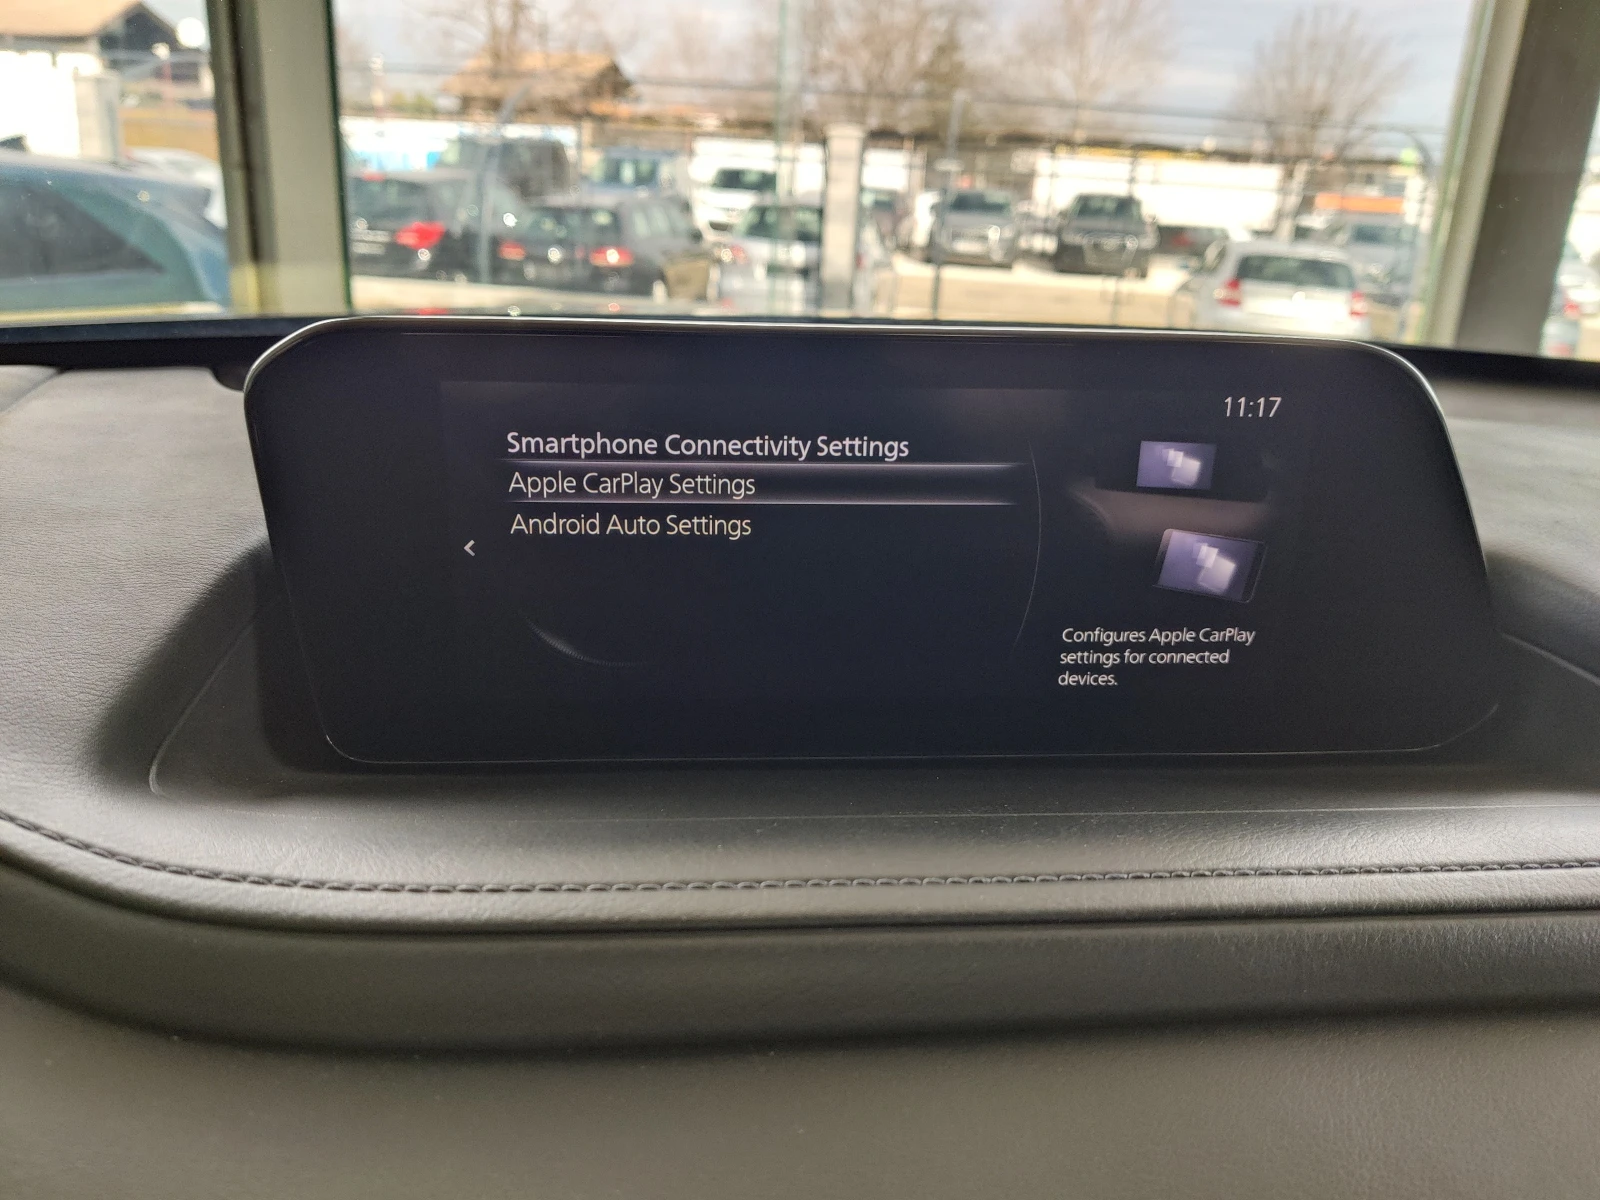 11:17
Smartphone Connectivity Settings
Apple CarPlay Settings
Android Auto Settings
Configures Apple CarPlay
settings for connected
devices.